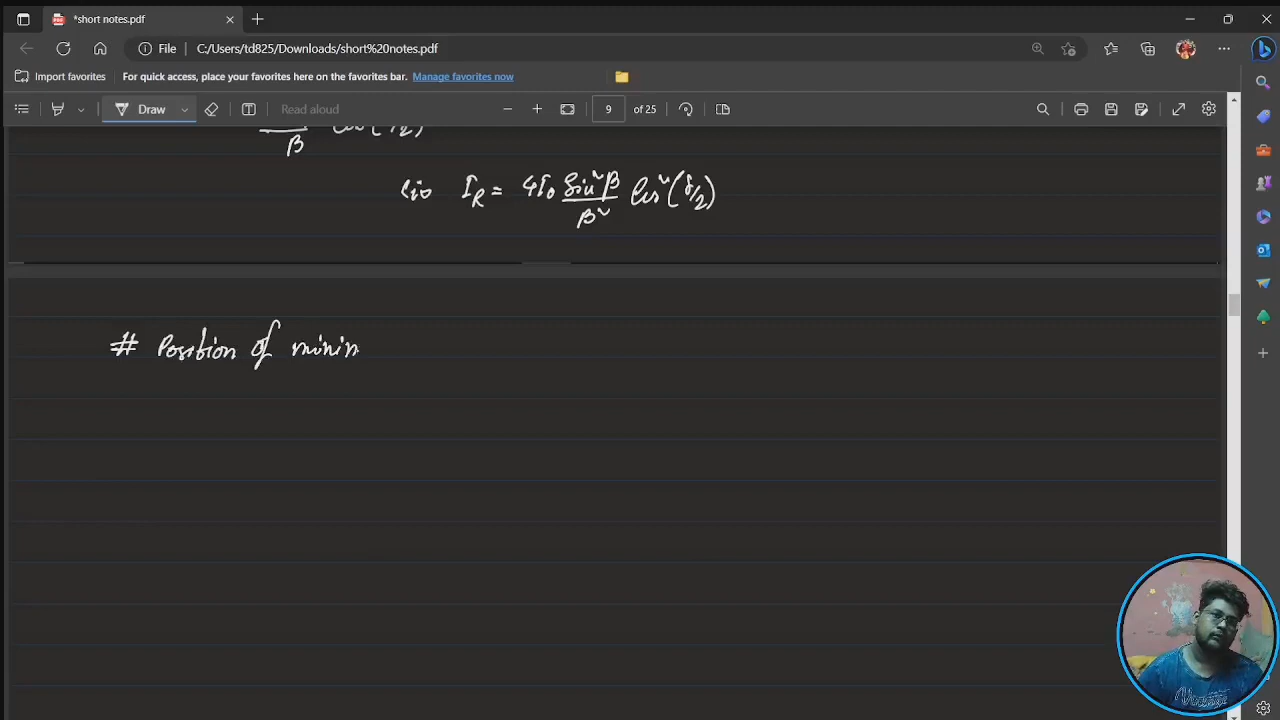 *short notes.pdf
File C:/Users/td825/Downloads/short%20notes.pdf
Import favorites For quick access, place your favorites here on the favorites bar. Manage favorites now
Draw Read aloud 9 of 25
β
I_R = 4I₀ Sin²β/β² Cos²(δ/2)
# Position of minim